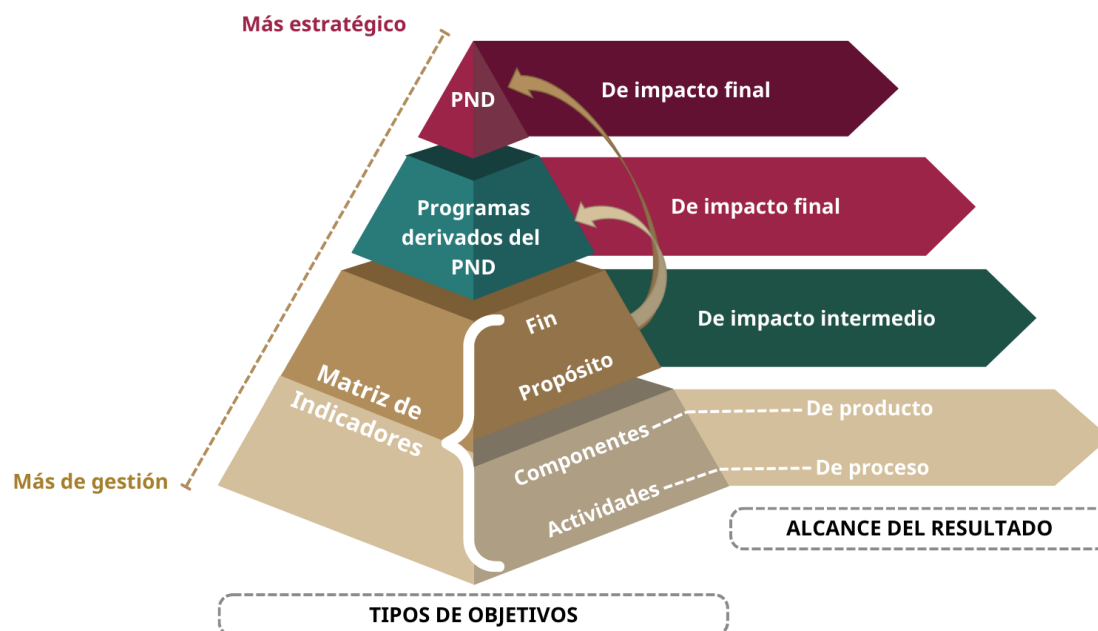 Más estratégico
PND
De impacto final
Programas
derivados del
PND
De impacto final
Fin
Propósito
De impacto intermedio
Matriz de
Indicadores
Componentes
De producto
Actividades
De proceso
Más de gestión
ALCANCE DEL RESULTADO
TIPOS DE OBJETIVOS